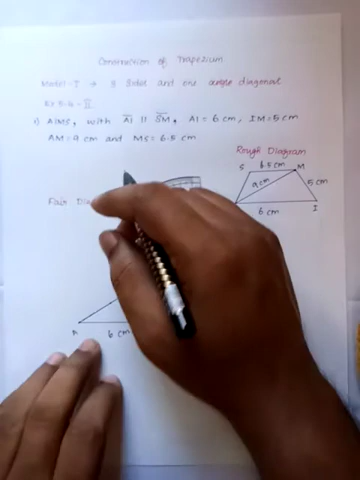 Construction of Trapezium
Model-I → 3 Sides and one diagonal
Ex 5.4 - II
1) AIMS, with AI || SM, AI = 6 cm, IM = 5 cm
AM = 9 cm and MS = 6.5 cm
Rough Diagram
S 6.5 cm M
9 cm
5 cm
6 cm I
Fair
A
6 cm